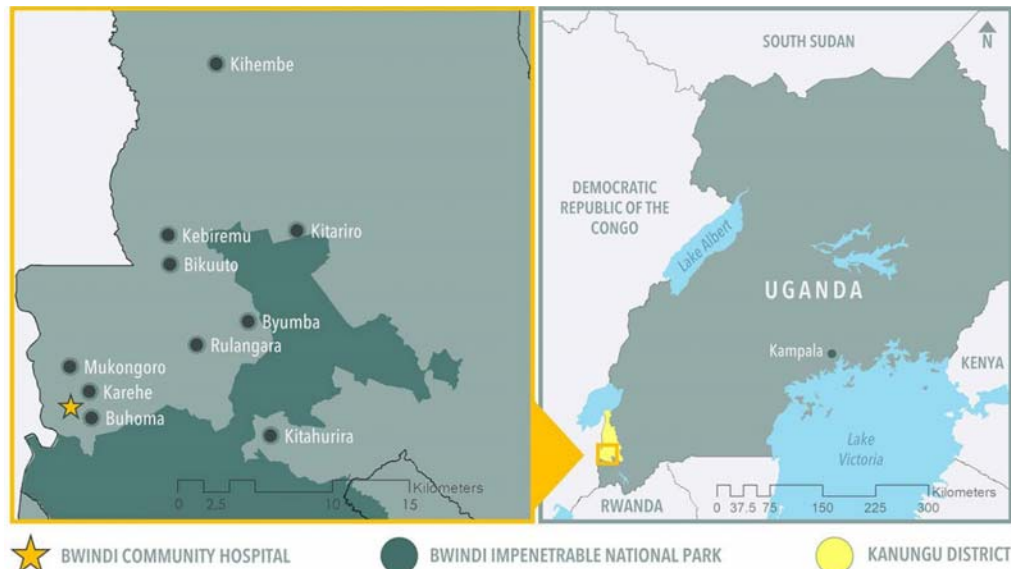 Kihembe
Kebiremu
Kitariro
Bikuuto
Byumba
Rulangara
Mukongoro
Karehe
Buhoma
Kitahurira
0 2.5 5 10 15 Kilometers
SOUTH SUDAN
N
DEMOCRATIC
REPUBLIC OF THE
CONGO
Lake Albert
UGANDA
Kampala
KENYA
Lake
Victoria
RWANDA
0 37.5 75 150 225 300 Kilometers
BWINDI COMMUNITY HOSPITAL
BWINDI IMPENETRABLE NATIONAL PARK
KANUNGU DISTRICT